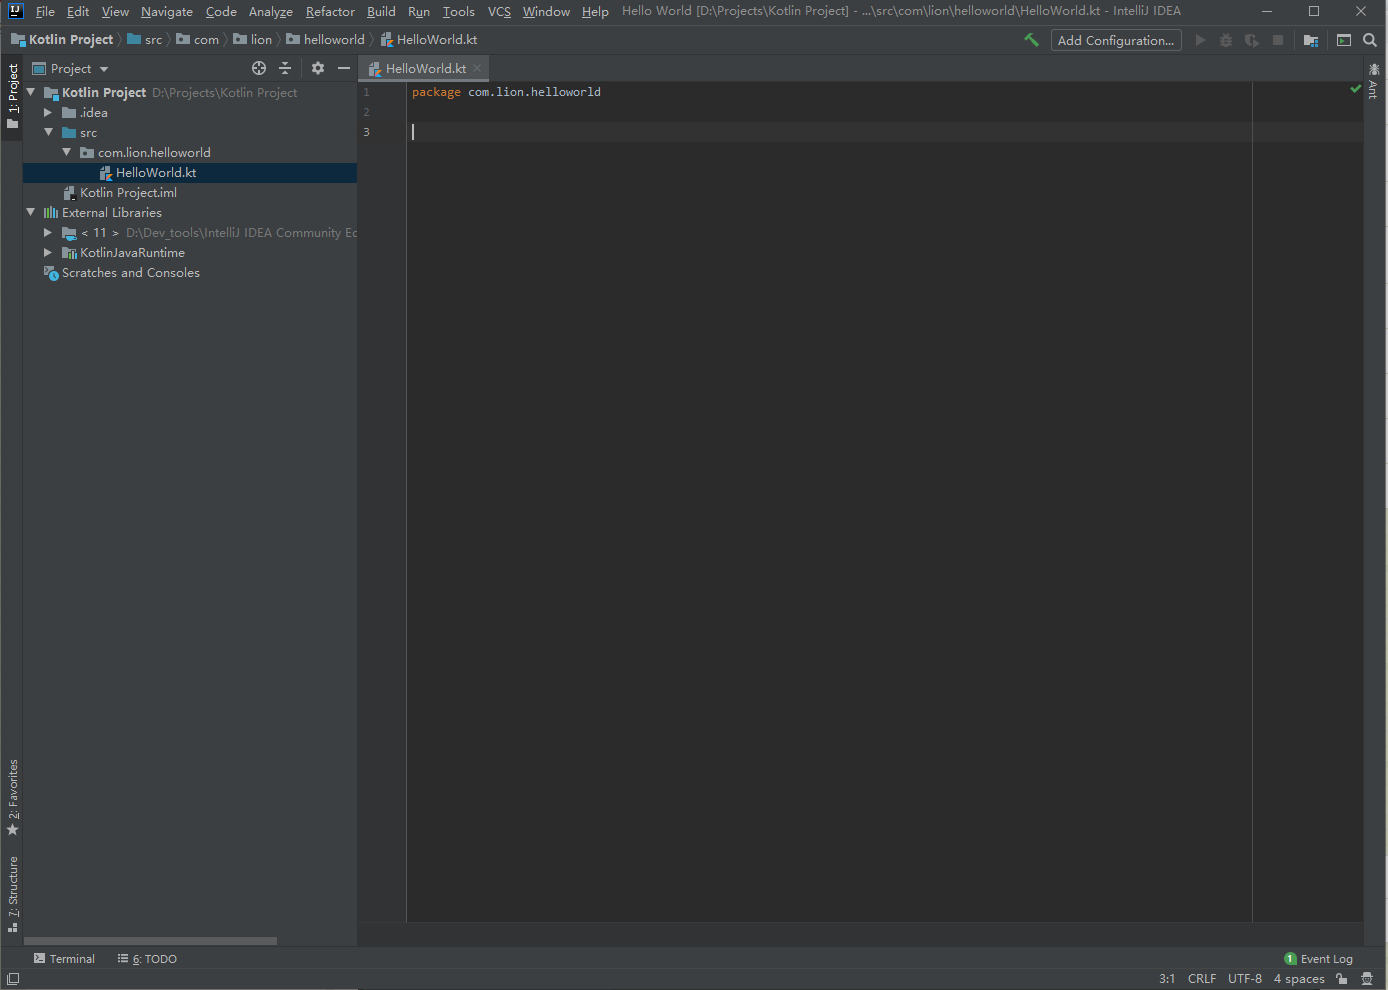 IJ File Edit View Navigate Code Analyze Refactor Build Run Tools VCS Window Help Hello World [D:\Projects\Kotlin Project] - ...\src\com\lion\helloworld\HelloWorld.kt - IntelliJ IDEA
Kotlin Project src com lion helloworld HelloWorld.kt Add Configuration...
1: Project
Project
HelloWorld.kt
Kotlin Project D:\Projects\Kotlin Project
.idea
src
com.lion.helloworld
HelloWorld.kt
Kotlin Project.iml
External Libraries
< 11 > D:\Dev_tools\IntelliJ IDEA Community Ec
KotlinJavaRuntime
Scratches and Consoles
1 package com.lion.helloworld
2
3
Ant
2: Favorites
7: Structure
Terminal 6: TODO 1 Event Log
3:1 CRLF UTF-8 4 spaces